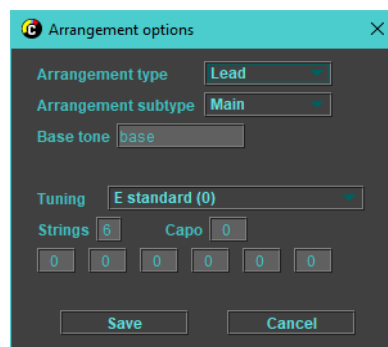 Arrangement options
Arrangement type Lead
Arrangement subtype Main
Base tone base
Tuning E standard (0)
Strings 6 Capo 0
0 0 0 0 0 0
Save Cancel